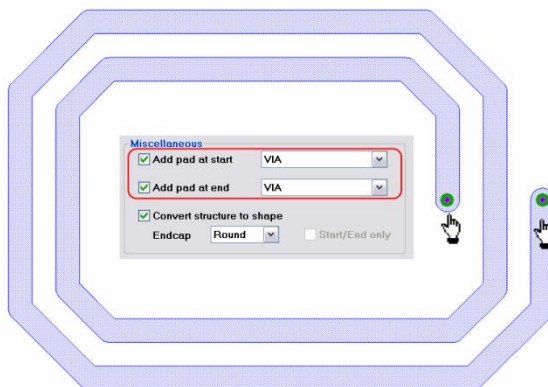 Miscellaneous
Add pad at start VIA
Add pad at end VIA
Convert structure to shape
Endcap Round Start/End only